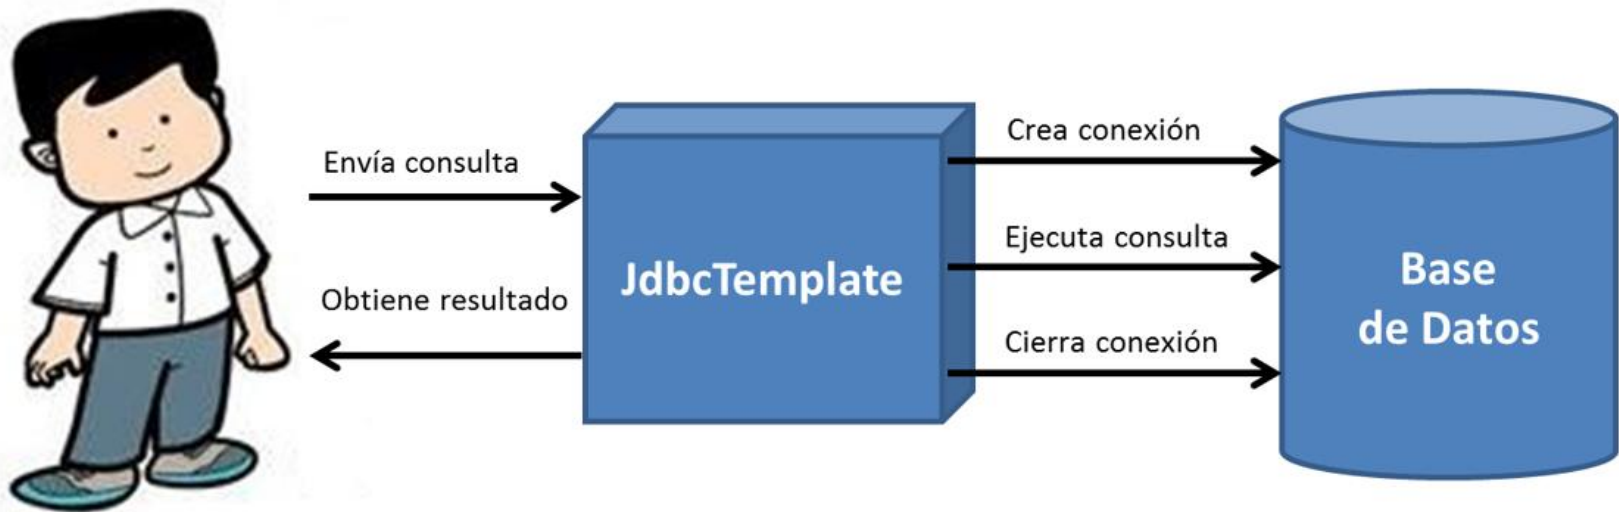 Envía consulta
Obtiene resultado
JdbcTemplate
Crea conexión
Ejecuta consulta
Cierra conexión
Base
de Datos